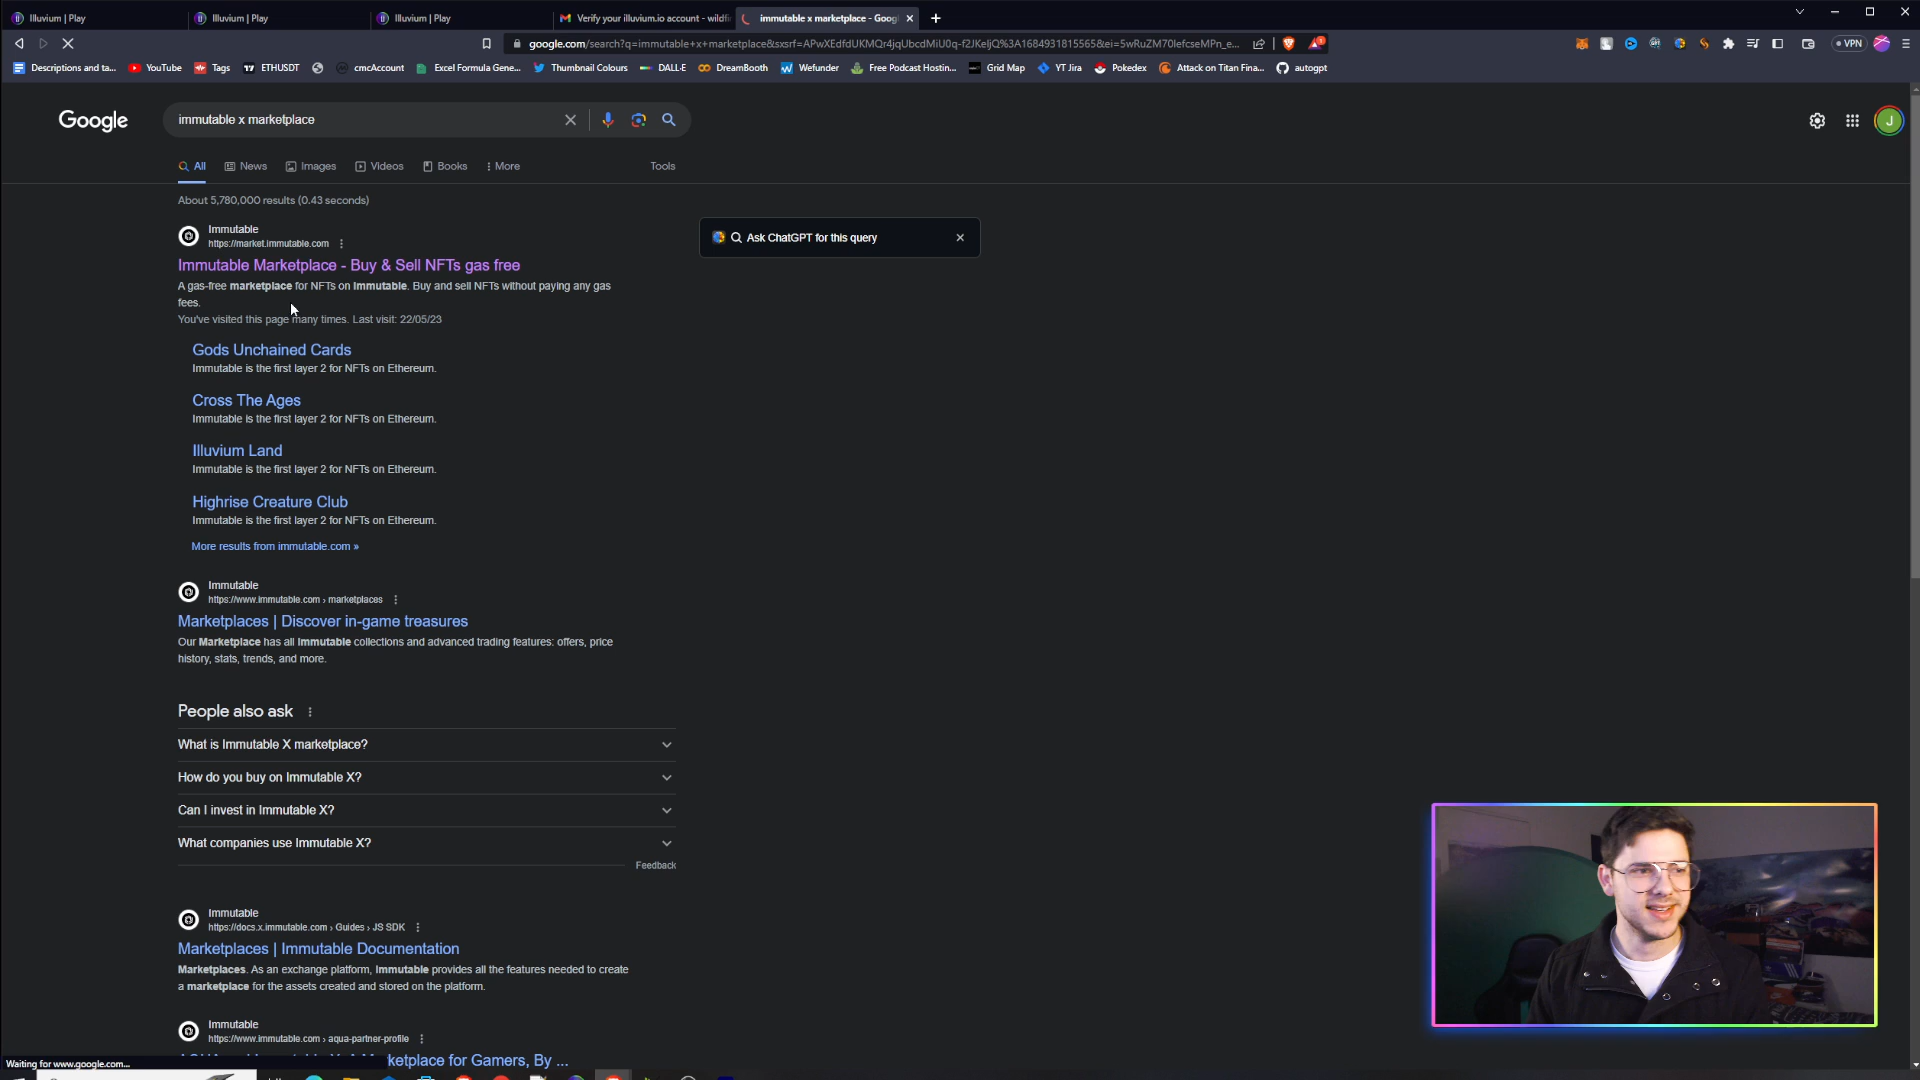 Illuvium | Play
Illuvium | Play
Illuvium | Play
Verify your illuvium.io account - wildfi
immutable x marketplace - Goog
google.com/search?q=immutable+x+marketplace&sxsrf=APwXEdfdUKMQr4jqUbcdMiU0q-f2JKeljQ%3A1684931815565&ei=5wRuZM70lefcseMPn_e...
VPN
Descriptions and ta...
YouTube
Tags
ETHUSDT
cmcAccount
Excel Formula Gene...
Thumbnail Colours
DALL·E
DreamBooth
Wefunder
Free Podcast Hostin...
Grid Map
YT Jira
Pokedex
Attack on Titan Fina...
autogpt
Google
immutable x marketplace
J
All
News
Images
Videos
Books
More
Tools
About 5,780,000 results (0.43 seconds)
Immutable
https://market.immutable.com
Ask ChatGPT for this query
Immutable Marketplace - Buy & Sell NFTs gas free
A gas-free marketplace for NFTs on Immutable. Buy and sell NFTs without paying any gas
fees.
You've visited this page many times. Last visit: 22/05/23
Gods Unchained Cards
Immutable is the first layer 2 for NFTs on Ethereum.
Cross The Ages
Immutable is the first layer 2 for NFTs on Ethereum.
Illuvium Land
Immutable is the first layer 2 for NFTs on Ethereum.
Highrise Creature Club
Immutable is the first layer 2 for NFTs on Ethereum.
More results from immutable.com »
Immutable
https://www.immutable.com › marketplaces
Marketplaces | Discover in-game treasures
Our Marketplace has all Immutable collections and advanced trading features: offers, price
history, stats, trends, and more.
People also ask
What is Immutable X marketplace?
How do you buy on Immutable X?
Can I invest in Immutable X?
What companies use Immutable X?
Feedback
Immutable
https://docs.x.immutable.com › Guides › JS SDK
Marketplaces | Immutable Documentation
Marketplaces. As an exchange platform, Immutable provides all the features needed to create
a marketplace for the assets created and stored on the platform.
Immutable
https://www.immutable.com › aqua-partner-profile
ketplace for Gamers, By ...
Waiting for www.google.com...